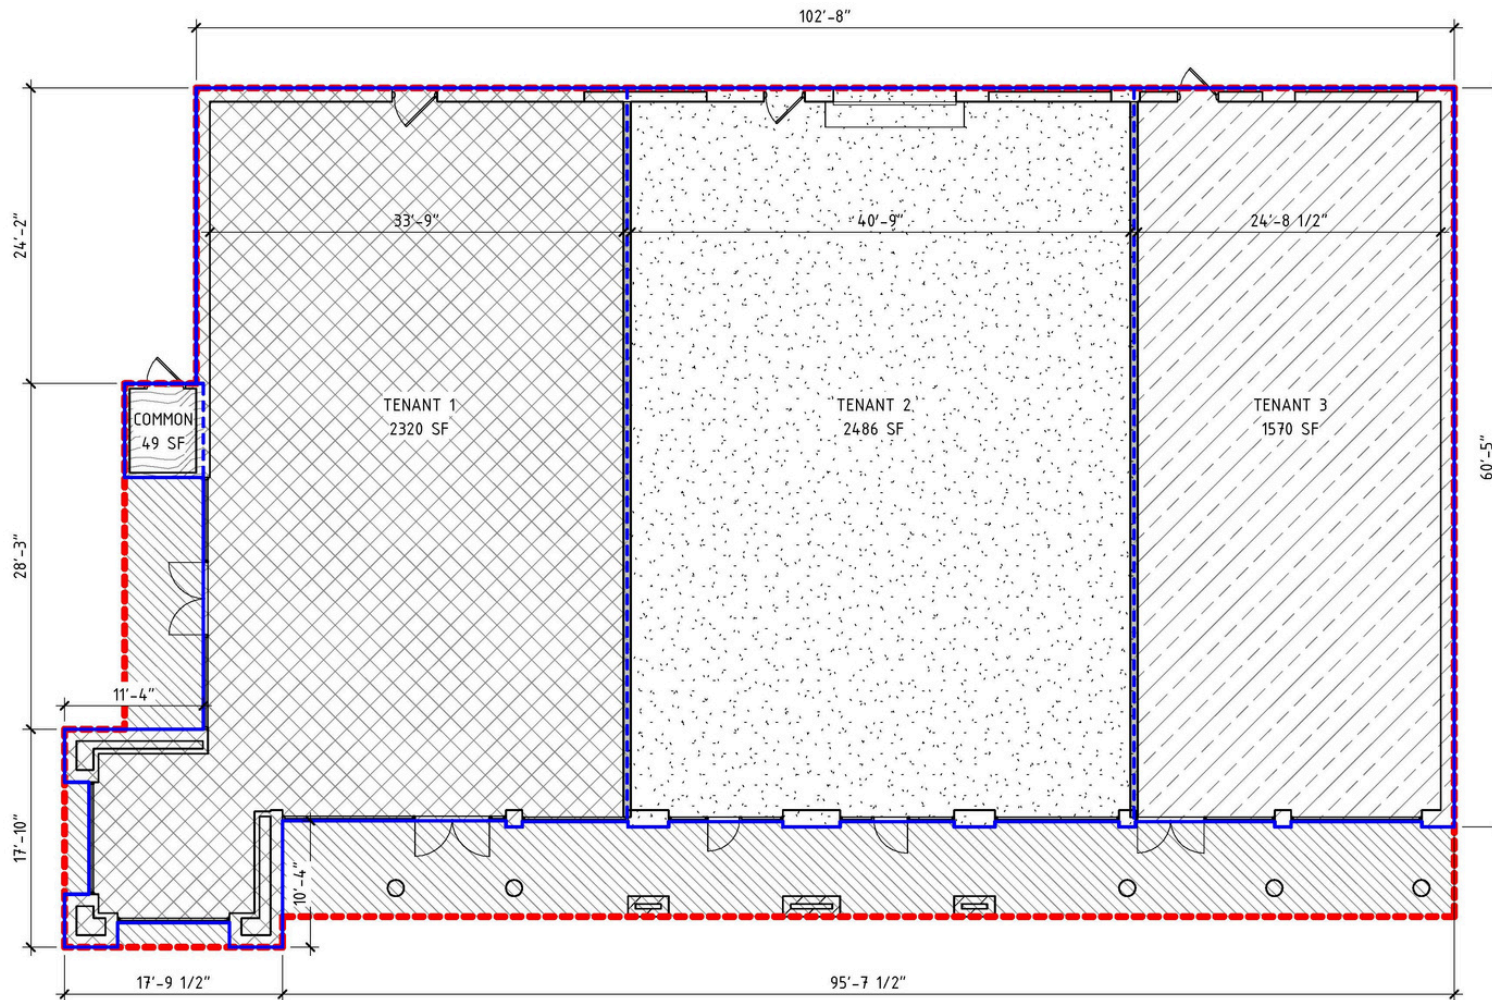 102'-8"
24'-2"
33'-9"
40'-9"
24'-8 1/2"
TENANT 1
2320 SF
TENANT 2
2486 SF
TENANT 3
1570 SF
COMMON
49 SF
60'-5"
28'-3"
11'-4"
17'-10"
10'-4"
17'-9 1/2"
95'-7 1/2"